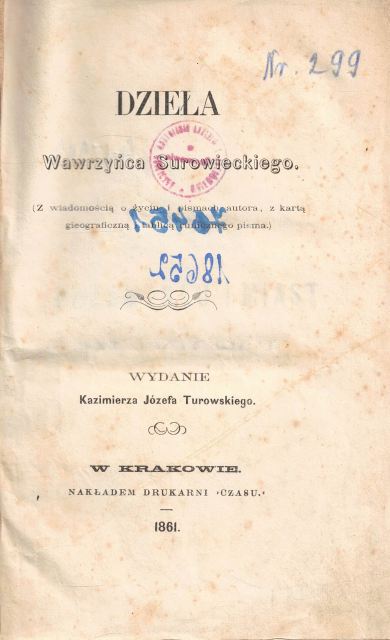 Nr. 299
DZIEŁA
Wawrzyńca Surowieckiego.
(Z wiadomością o życiu i pismach autora, z kartą
gieograficzną i tablicą runicznego pisma.)
WYDANIE
Kazimierza Józefa Turowskiego.
W KRAKOWIE.
NAKŁADEM DRUKARNI „CZASU.“
1861.